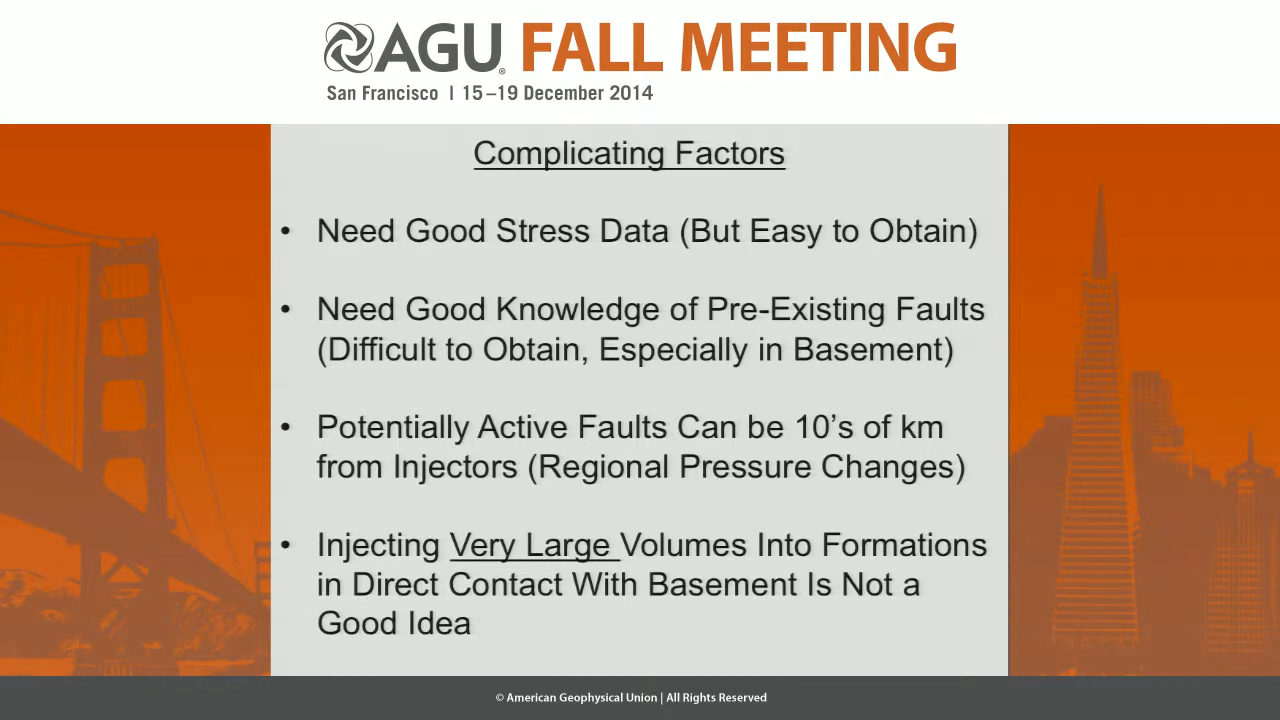 AGU® FALL MEETING
San Francisco | 15–19 December 2014
Complicating Factors
• Need Good Stress Data (But Easy to Obtain)
• Need Good Knowledge of Pre-Existing Faults
(Difficult to Obtain, Especially in Basement)
• Potentially Active Faults Can be 10’s of km
from Injectors (Regional Pressure Changes)
• Injecting Very Large Volumes Into Formations
in Direct Contact With Basement Is Not a
Good Idea
© American Geophysical Union | All Rights Reserved